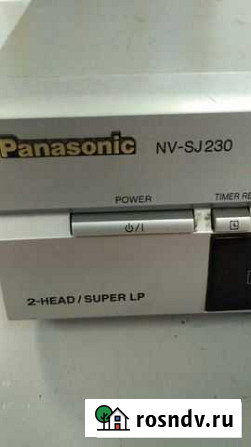 Panasonic NV-SJ230
POWER TIMER RE
⏻/I
2-HEAD/SUPER LP
rosndv.ru